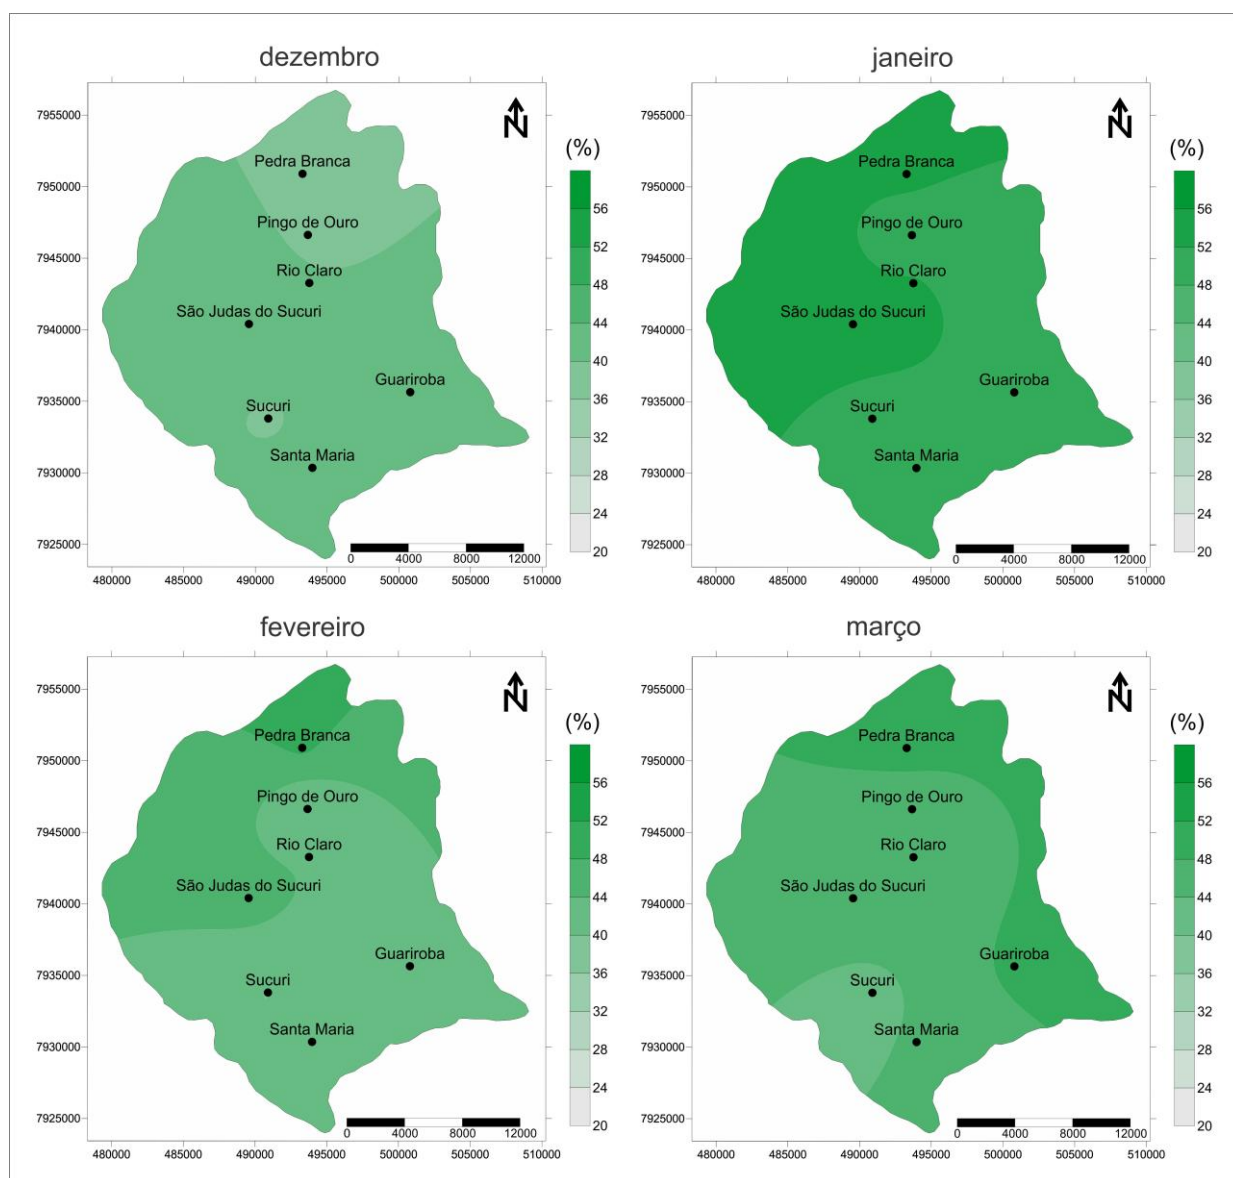 dezembro
7955000
7950000
7945000
7940000
7935000
7930000
7925000
480000 485000 490000 495000 500000 505000 510000
N
Pedra Branca
Pingo de Ouro
Rio Claro
São Judas do Sucuri
Guariroba
Sucuri
Santa Maria
0 4000 8000 12000
(%)
56
52
48
44
40
36
32
28
24
20
janeiro
7955000
7950000
7945000
7940000
7935000
7930000
7925000
480000 485000 490000 495000 500000 505000 510000
N
Pedra Branca
Pingo de Ouro
Rio Claro
São Judas do Sucuri
Guariroba
Sucuri
Santa Maria
0 4000 8000 12000
(%)
56
52
48
44
40
36
32
28
24
20
fevereiro
7955000
7950000
7945000
7940000
7935000
7930000
7925000
480000 485000 490000 495000 500000 505000 510000
N
Pedra Branca
Pingo de Ouro
Rio Claro
São Judas do Sucuri
Guariroba
Sucuri
Santa Maria
0 4000 8000 12000
(%)
56
52
48
44
40
36
32
28
24
20
março
7955000
7950000
7945000
7940000
7935000
7930000
7925000
480000 485000 490000 495000 500000 505000 510000
N
Pedra Branca
Pingo de Ouro
Rio Claro
São Judas do Sucuri
Guariroba
Sucuri
Santa Maria
0 4000 8000 12000
(%)
56
52
48
44
40
36
32
28
24
20